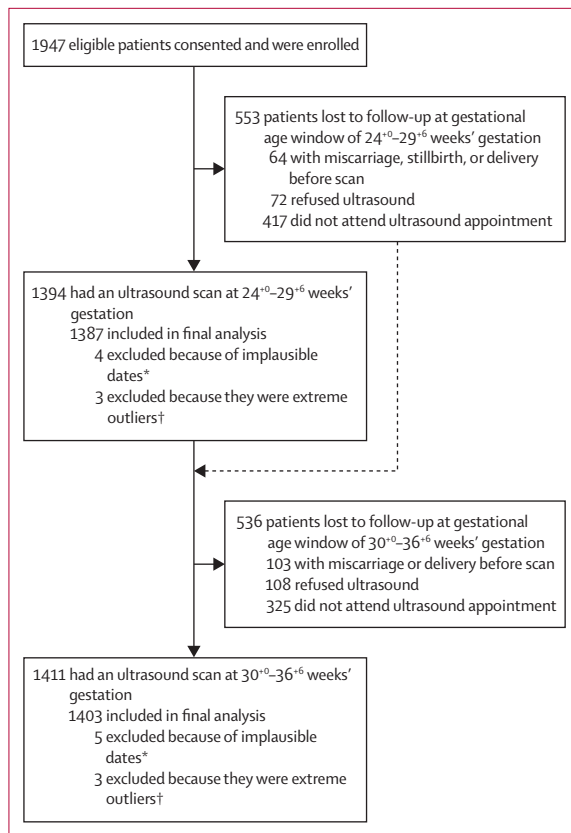 1947 eligible patients consented and were enrolled
553 patients lost to follow-up at gestational
age window of 24⁺⁰–29⁺⁶ weeks’ gestation
64 with miscarriage, stillbirth, or delivery
before scan
72 refused ultrasound
417 did not attend ultrasound appointment
1394 had an ultrasound scan at 24⁺⁰–29⁺⁶ weeks’
gestation
1387 included in final analysis
4 excluded because of implausible
dates*
3 excluded because they were extreme
outliers†
536 patients lost to follow-up at gestational
age window of 30⁺⁰–36⁺⁶ weeks’ gestation
103 with miscarriage or delivery before scan
108 refused ultrasound
325 did not attend ultrasound appointment
1411 had an ultrasound scan at 30⁺⁰–36⁺⁶ weeks’
gestation
1403 included in final analysis
5 excluded because of implausible
dates*
3 excluded because they were extreme
outliers†